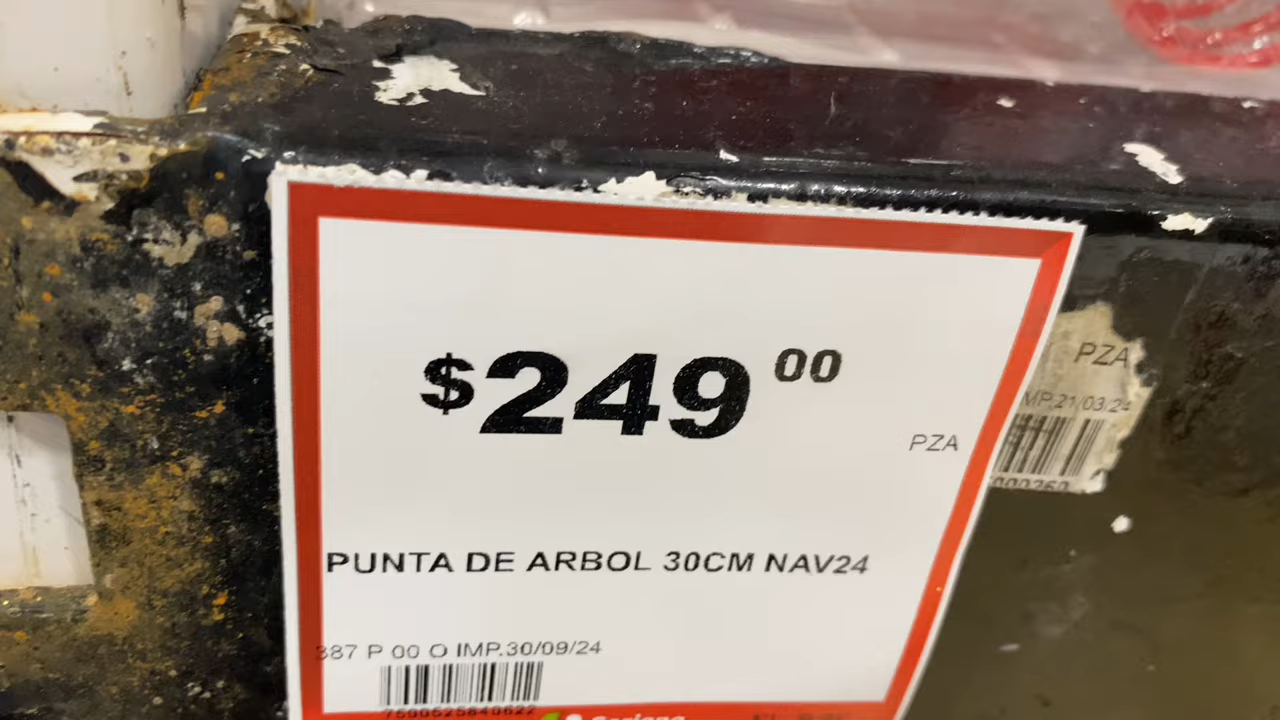 $249 00
PZA
PUNTA DE ARBOL 30CM NAV24
387 P 00 O IMP.30/09/24
PZA
IMP.21/03/24